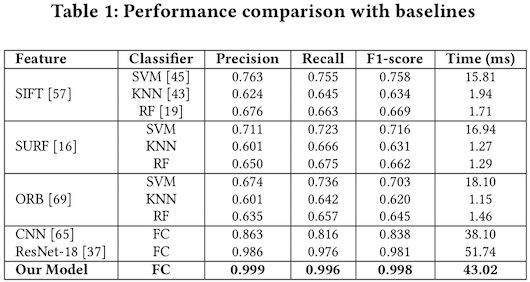 Table 1: Performance comparison with baselines
Feature Classifier Precision Recall F1-score Time (ms)
SIFT [57] SVM [45] 0.763 0.755 0.758 15.81
KNN [43] 0.624 0.645 0.634 1.94
RF [19] 0.676 0.663 0.669 1.71
SURF [16] SVM 0.711 0.723 0.716 16.94
KNN 0.601 0.666 0.631 1.27
RF 0.650 0.675 0.662 1.29
ORB [69] SVM 0.674 0.736 0.703 18.10
KNN 0.601 0.642 0.620 1.15
RF 0.635 0.657 0.645 1.46
CNN [65] FC 0.863 0.816 0.838 38.10
ResNet-18 [37] FC 0.986 0.976 0.981 51.74
Our Model FC 0.999 0.996 0.998 43.02